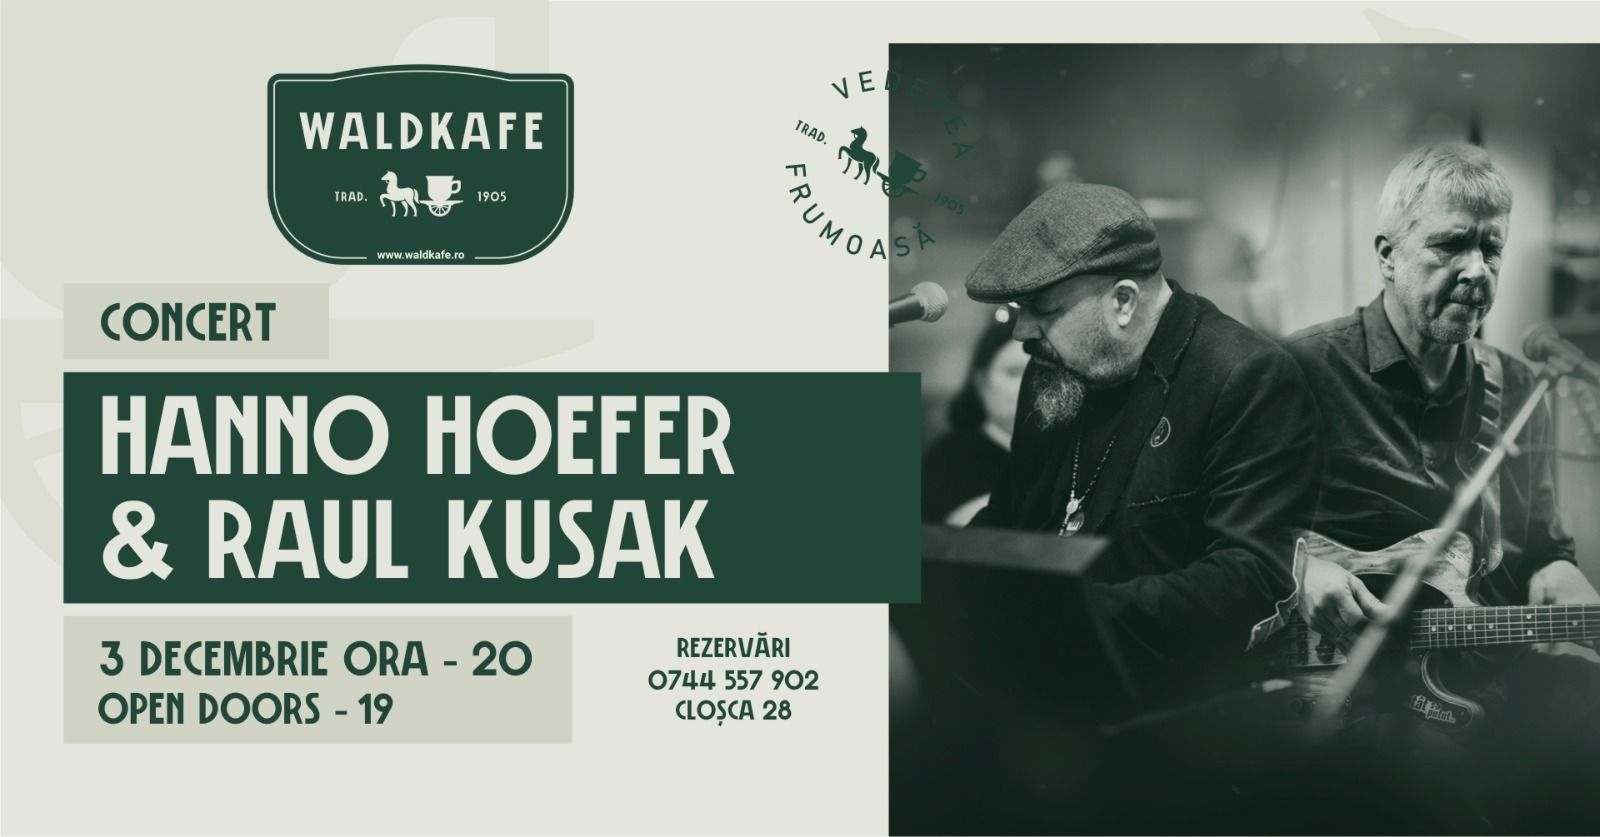 WALDKAFE
TRAD. 1905
www.waldkafe.ro
VEDEREA
TRAD. 1905
FRUMOASĂ
CONCERT
HANNO HOEFER
& RAUL KUSAK
3 DECEMBRIE ORA - 20
OPEN DOORS - 19
REZERVĂRI
0744 557 902
CLOȘCA 28